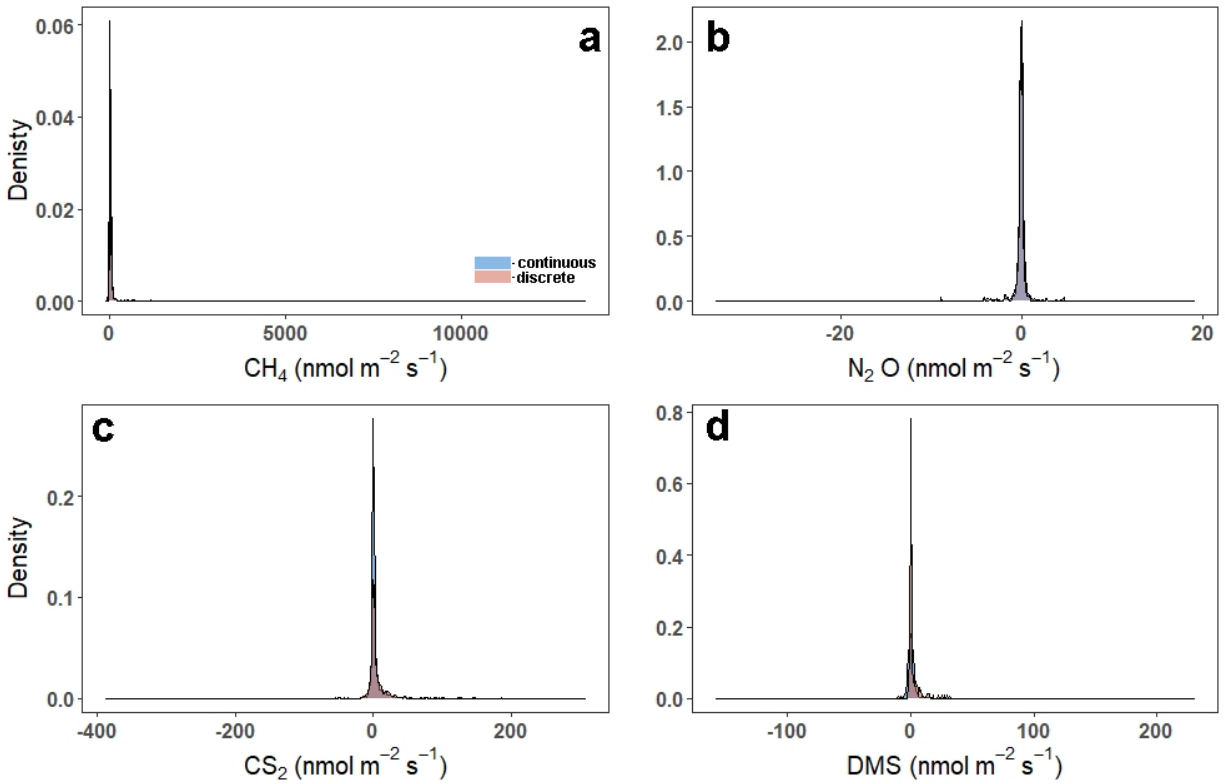 a
Denisty
0.06
0.04
0.02
0.00
- continuous
-discrete
0
5000
10000
CH₄ (nmol m⁻² s⁻¹)
b
2.0
1.5
1.0
0.5
0.0
-20
0
20
N₂ O (nmol m⁻² s⁻¹)
c
Density
0.2
0.1
0.0
-400
-200
0
200
CS₂ (nmol m⁻² s⁻¹)
d
0.8
0.6
0.4
0.2
0.0
-100
0
100
200
DMS (nmol m⁻² s⁻¹)